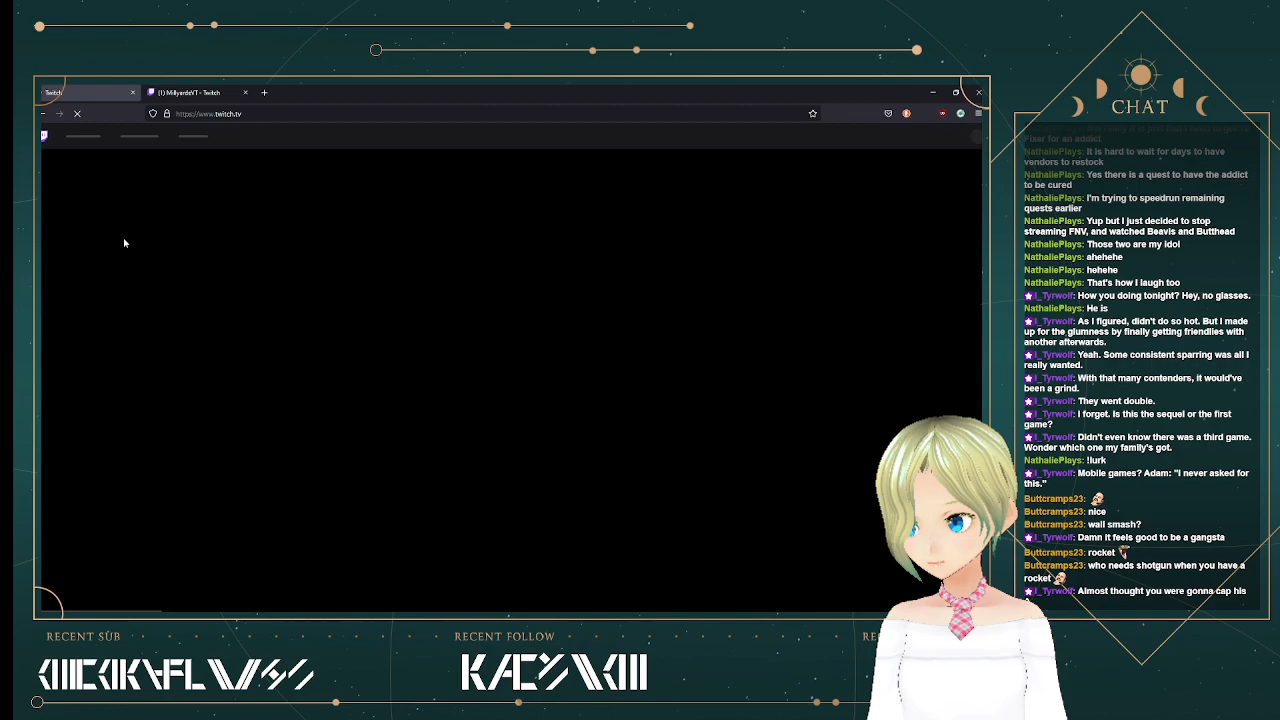 Twitch
(1) MillyardeVT - Twitch
https://www.twitch.tv
CHAT
Fixer for an addict
NathaliePlays: It is hard to wait for days to have
vendors to restock
NathaliePlays: Yes there is a quest to have the addict
to be cured
NathaliePlays: I'm trying to speedrun remaining
quests earlier
NathaliePlays: Yup but I just decided to stop
streaming FNV, and watched Beavis and Butthead
NathaliePlays: Those two are my idol
NathaliePlays: ahehehe
NathaliePlays: hehehe
NathaliePlays: That's how I laugh too
I_Tyrwolf: How you doing tonight? Hey, no glasses.
NathaliePlays: He is
I_Tyrwolf: As I figured, didn't do so hot. But I made
up for the glumness by finally getting friendlies with
another afterwards.
I_Tyrwolf: Yeah. Some consistent sparring was all I
really wanted.
I_Tyrwolf: With that many contenders, it would've
been a grind.
I_Tyrwolf: They went double.
I_Tyrwolf: I forget. Is this the sequel or the first
game?
I_Tyrwolf: Didn't even know there was a third game.
Wonder which one my family's got.
NathaliePlays: !lurk
I_Tyrwolf: Mobile games? Adam: "I never asked for
this."
Buttcramps23:
Buttcramps23: nice
Buttcramps23: wall smash?
I_Tyrwolf: Damn it feels good to be a gangsta
Buttcramps23: rocket
Buttcramps23: who needs shotgun when you have a
rocket
I_Tyrwolf: Almost thought you were gonna cap his
RECENT SUB
RECENT FOLLOW
RE